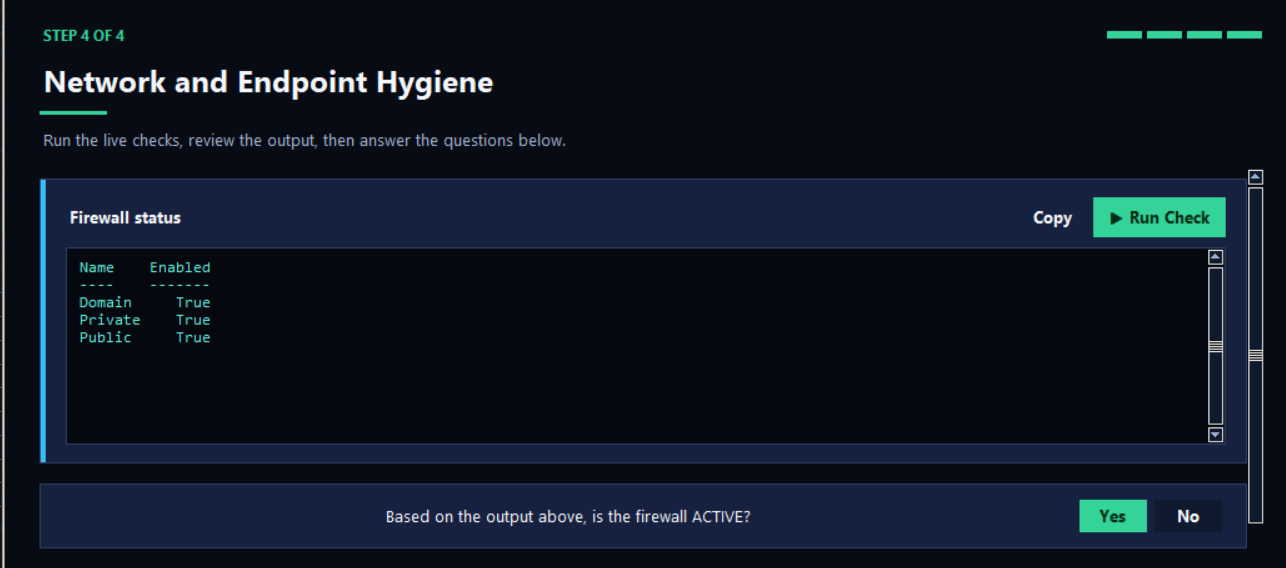 STEP 4 OF 4
Network and Endpoint Hygiene
Run the live checks, review the output, then answer the questions below.
Firewall status
Copy
▶ Run Check
Name    Enabled
----    -------
Domain     True
Private    True
Public     True
Based on the output above, is the firewall ACTIVE?
Yes
No